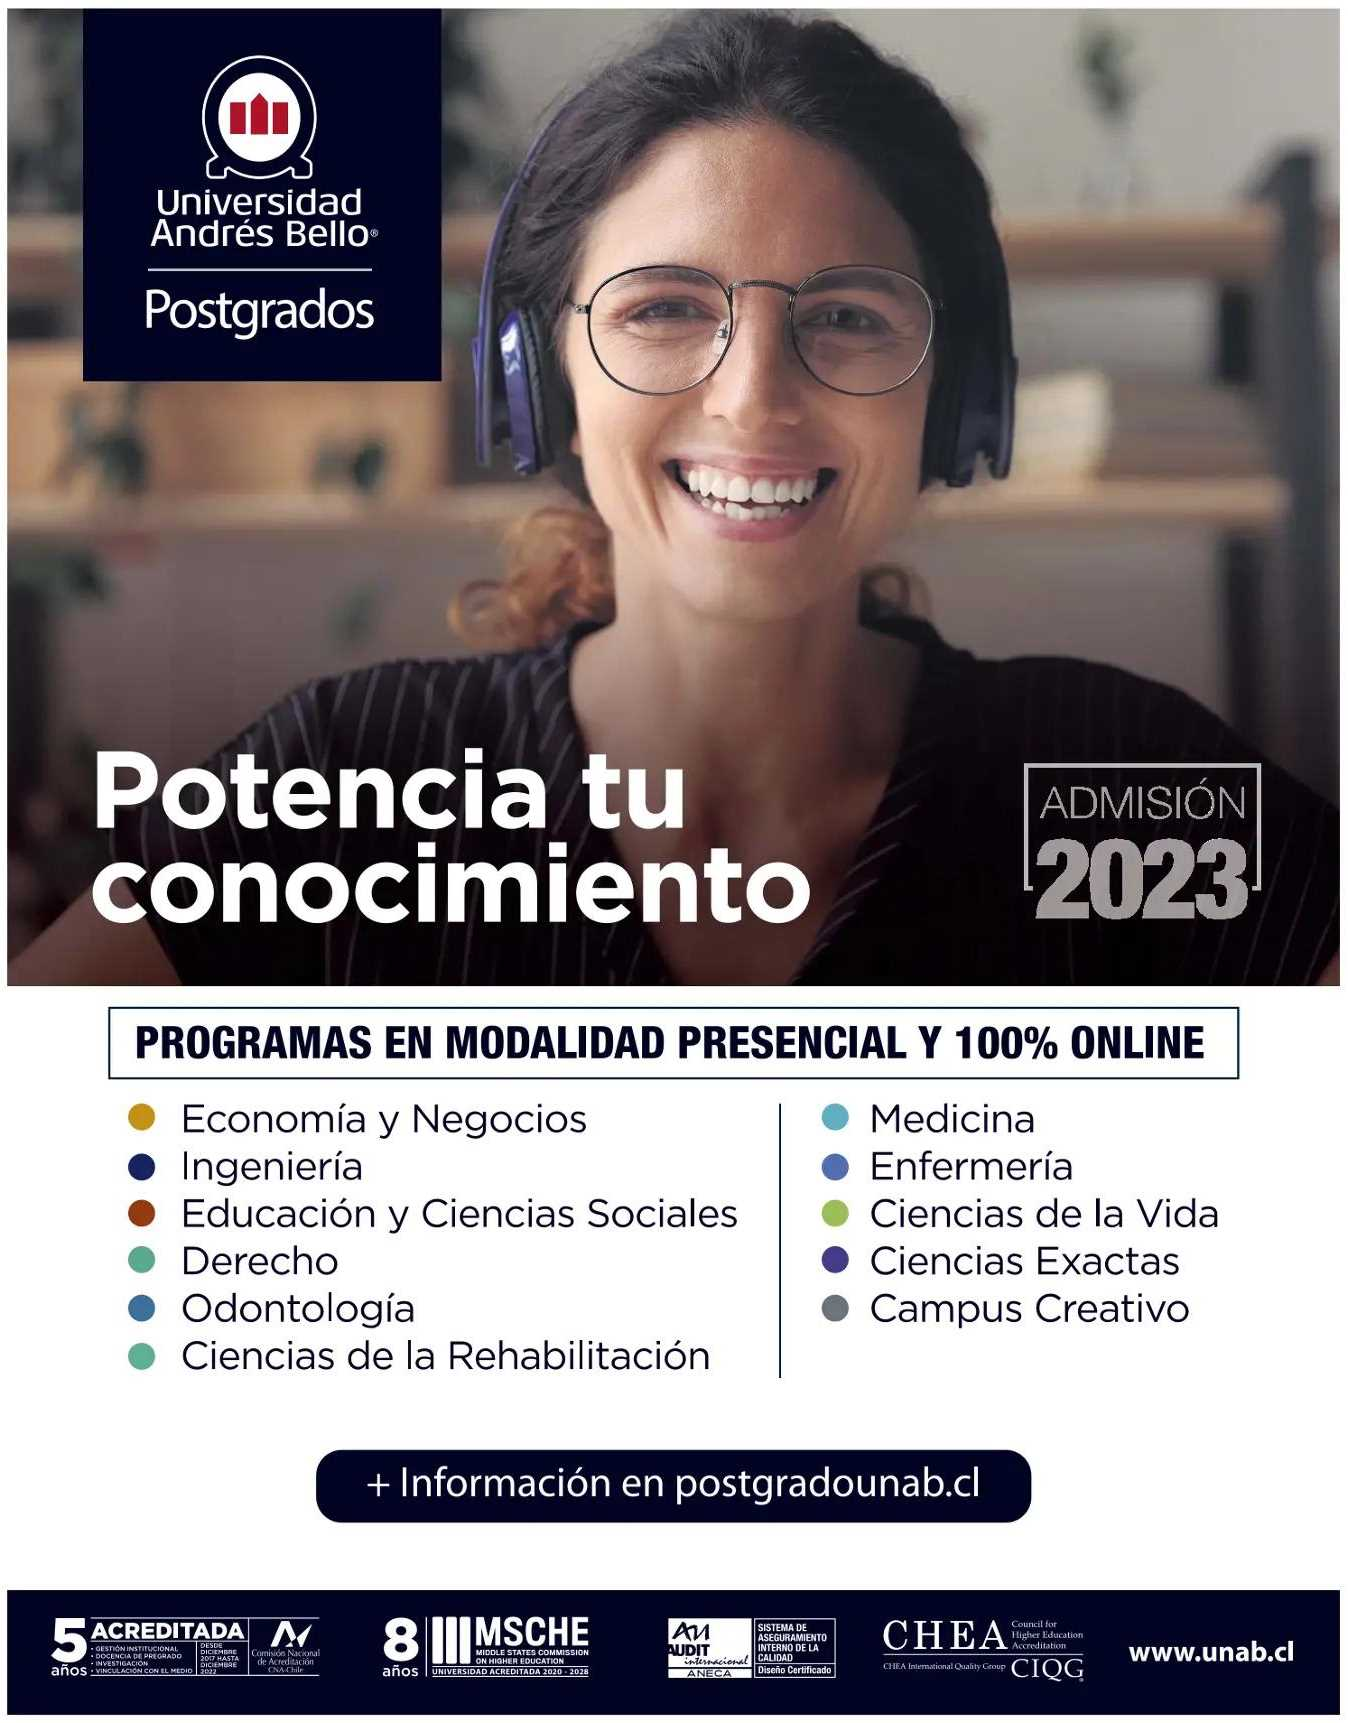 Universidad
Andrés Bello®
Postgrados
Potencia tu
conocimiento
ADMISIÓN
2023
PROGRAMAS EN MODALIDAD PRESENCIAL Y 100% ONLINE
Economía y Negocios
Ingeniería
Educación y Ciencias Sociales
Derecho
Odontología
Ciencias de la Rehabilitación
Medicina
Enfermería
Ciencias de la Vida
Ciencias Exactas
Campus Creativo
+ Información en postgradounab.cl
5
años
ACREDITADA
• GESTIÓN INSTITUCIONAL
• DOCENCIA DE PREGRADO
• INVESTIGACIÓN
• VINCULACIÓN CON EL MEDIO
DESDE
DICIEMBRE
2017 HASTA
DICIEMBRE
2022
Comisión Nacional
de Acreditación
CNA-Chile
8
años
MSCHE
MIDDLE STATES COMMISSION
ON HIGHER EDUCATION
UNIVERSIDAD ACREDITADA 2020 - 2028
AUDIT
internacional
ANECA
SISTEMA DE
ASEGURAMIENTO
INTERNO DE LA
CALIDAD
Diseño Certificado
CHEA
Council for
Higher Education
Accreditation
CHEA International Quality Group
CIQG
www.unab.cl